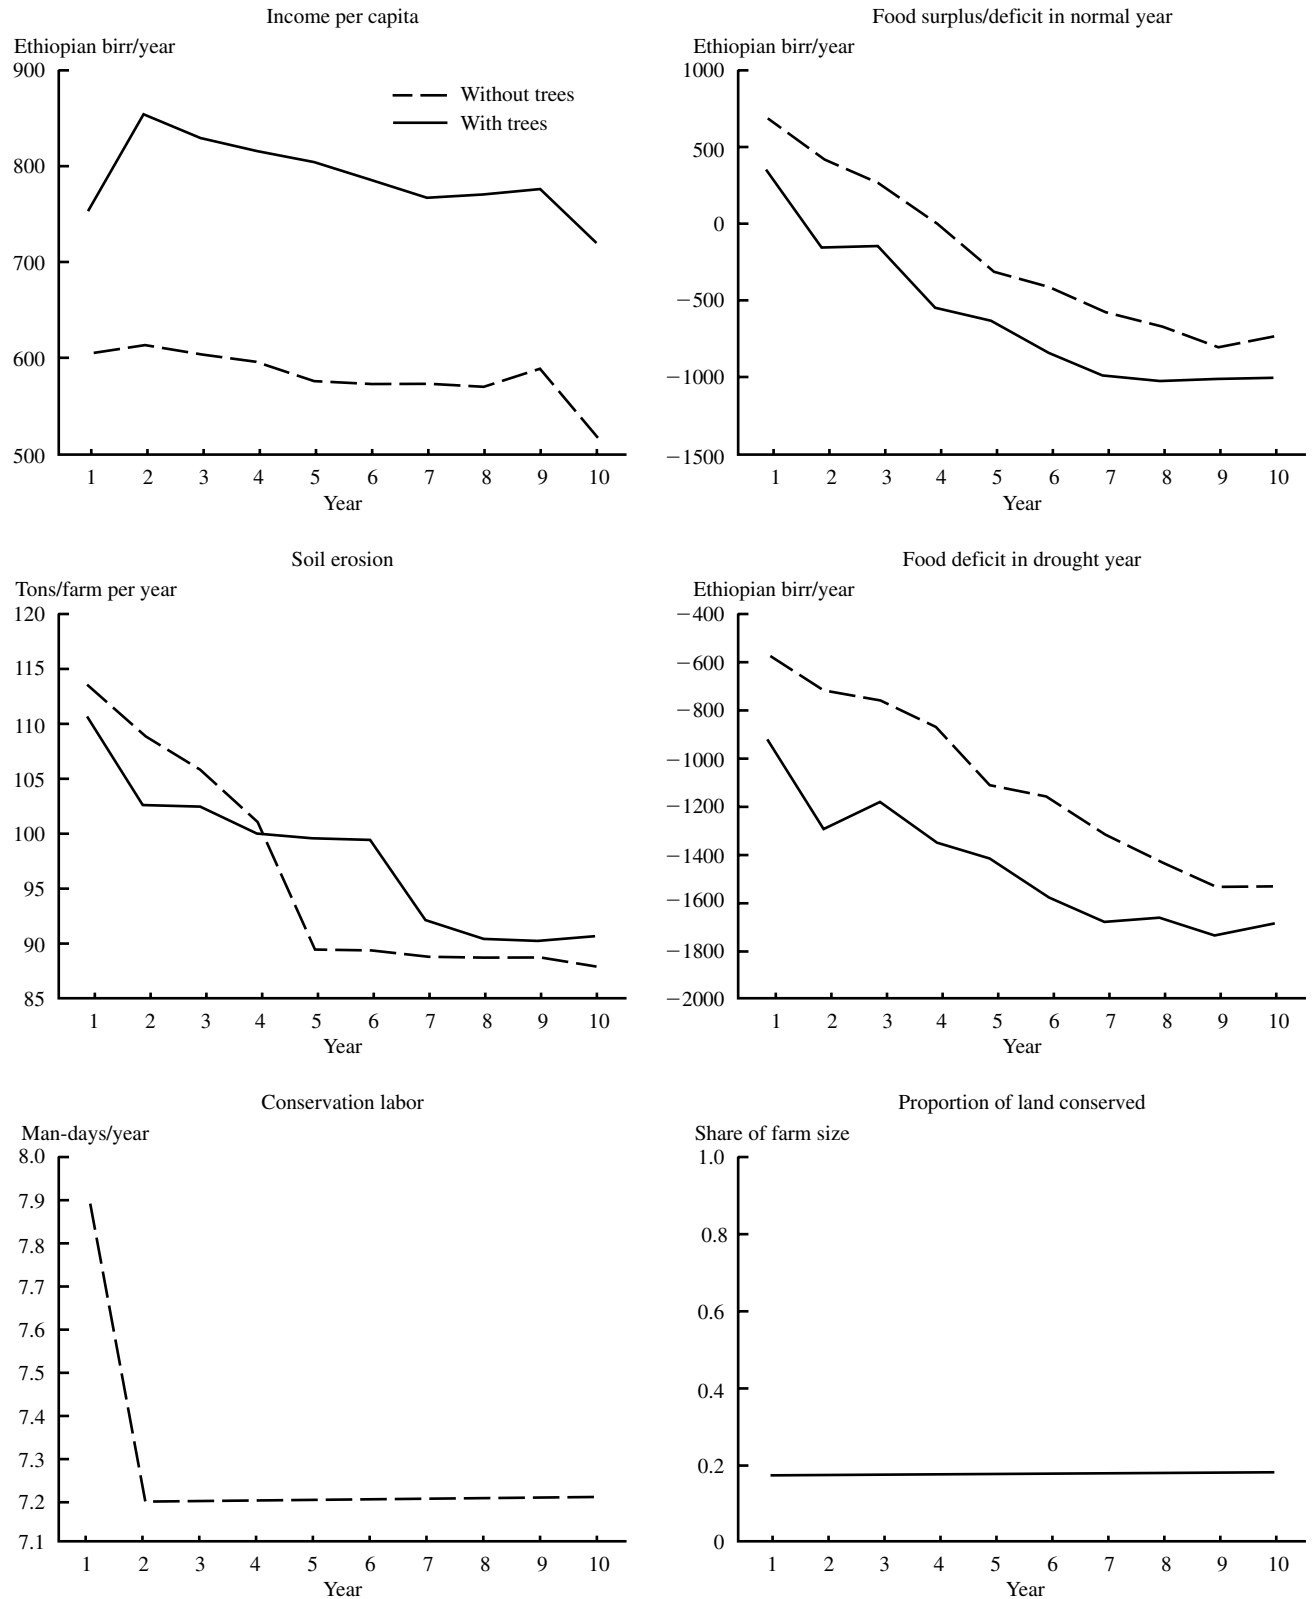 Income per capita
Ethiopian birr/year
900
800
700
600
500
Without trees
With trees
1 2 3 4 5 6 7 8 9 10
Year
Food surplus/deficit in normal year
Ethiopian birr/year
1000
500
0
−500
−1000
−1500
1 2 3 4 5 6 7 8 9 10
Year
Soil erosion
Tons/farm per year
120
115
110
105
100
95
90
85
1 2 3 4 5 6 7 8 9 10
Year
Food deficit in drought year
Ethiopian birr/year
−400
−600
−800
−1000
−1200
−1400
−1600
−1800
−2000
1 2 3 4 5 6 7 8 9 10
Year
Conservation labor
Man-days/year
8.0
7.9
7.8
7.7
7.6
7.5
7.4
7.3
7.2
7.1
1 2 3 4 5 6 7 8 9 10
Year
Proportion of land conserved
Share of farm size
1.0
0.8
0.6
0.4
0.2
0
1 2 3 4 5 6 7 8 9 10
Year